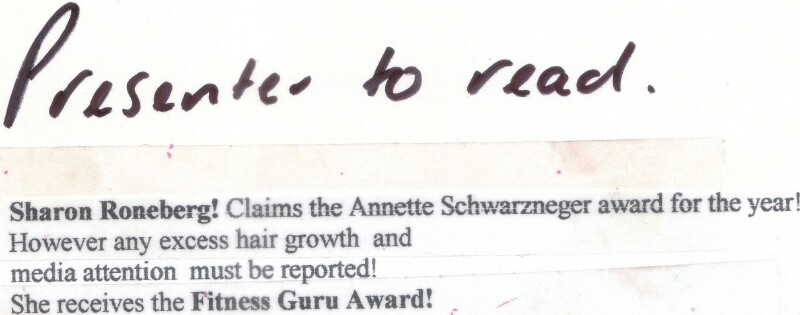 Presenter to read.
Sharon Roneberg! Claims the Annette Schwarzneger award for the year!
However any excess hair growth and
media attention must be reported!
She receives the Fitness Guru Award!